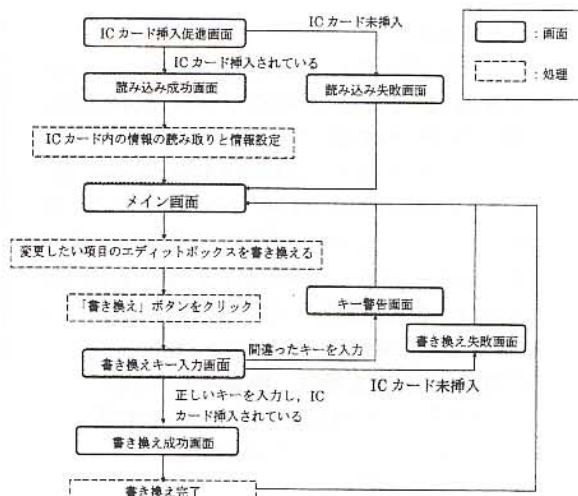 ICカード挿入促進画面
ICカード未挿入
:画面
ICカード挿入されている
読み込み成功画面
読み込み失敗画面
:処理
ICカード内の情報の読み取りと情報設定
メイン画面
変更したい項目のエディットボックスを書き換える
「書き換え」ボタンをクリック
キー警告画面
書き換え失敗画面
間違ったキーを入力
書き換えキー入力画面
ICカード未挿入
正しいキーを入力し,IC
カード挿入されている
書き換え成功画面
書き換え完了